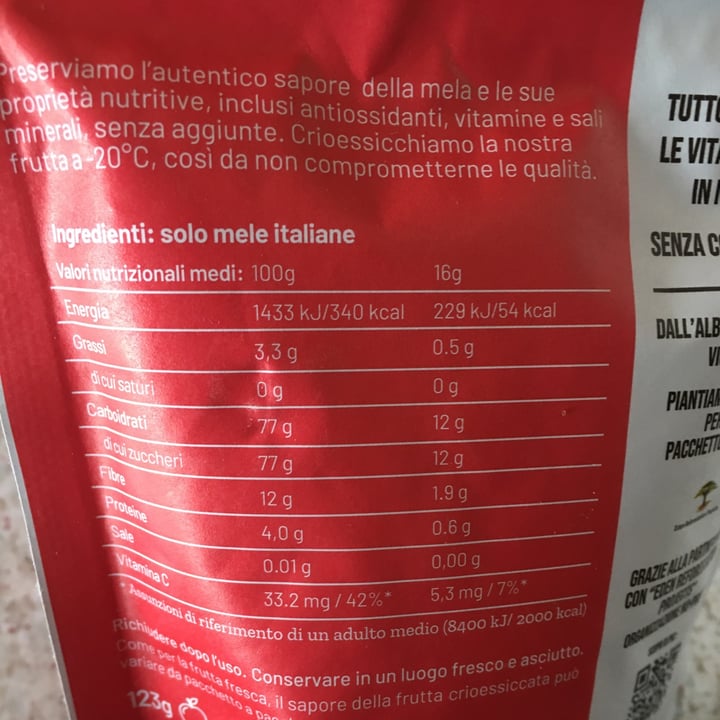 Preserviamo l'autentico sapore della mela e le sue
proprietà nutritive, inclusi antiossidanti, vitamine e sali
minerali, senza aggiunte. Crioessicchiamo la nostra
frutta a -20°C, così da non comprometterne le qualità.
Ingredienti: solo mele italiane
Valori nutrizionali medi: 100g 16g
Energia 1433 kJ/340 kcal 229 kJ/54 kcal
Grassi 3,3 g 0.5 g
di cui saturi 0 g 0 g
Carboidrati 77 g 12 g
di cui zuccheri 77 g 12 g
Fibre 12 g 1.9 g
Proteine 4,0 g 0.6 g
Sale 0.01 g 0,00 g
Vitamina C 33.2 mg / 42%* 5,3 mg / 7%*
* Assunzioni di riferimento di un adulto medio (8400 kJ/ 2000 kcal)
Richiudere dopo l'uso. Conservare in un luogo fresco e asciutto.
Come per la frutta fresca, il sapore della frutta crioessiccata può
variare da pacchetto a
123g
TUTTO
LE VITA
IN
SENZA C
DALL'ALB
PIANTIAM
PER
PACCHETTO
GRAZIE ALLA
CON "EDEN